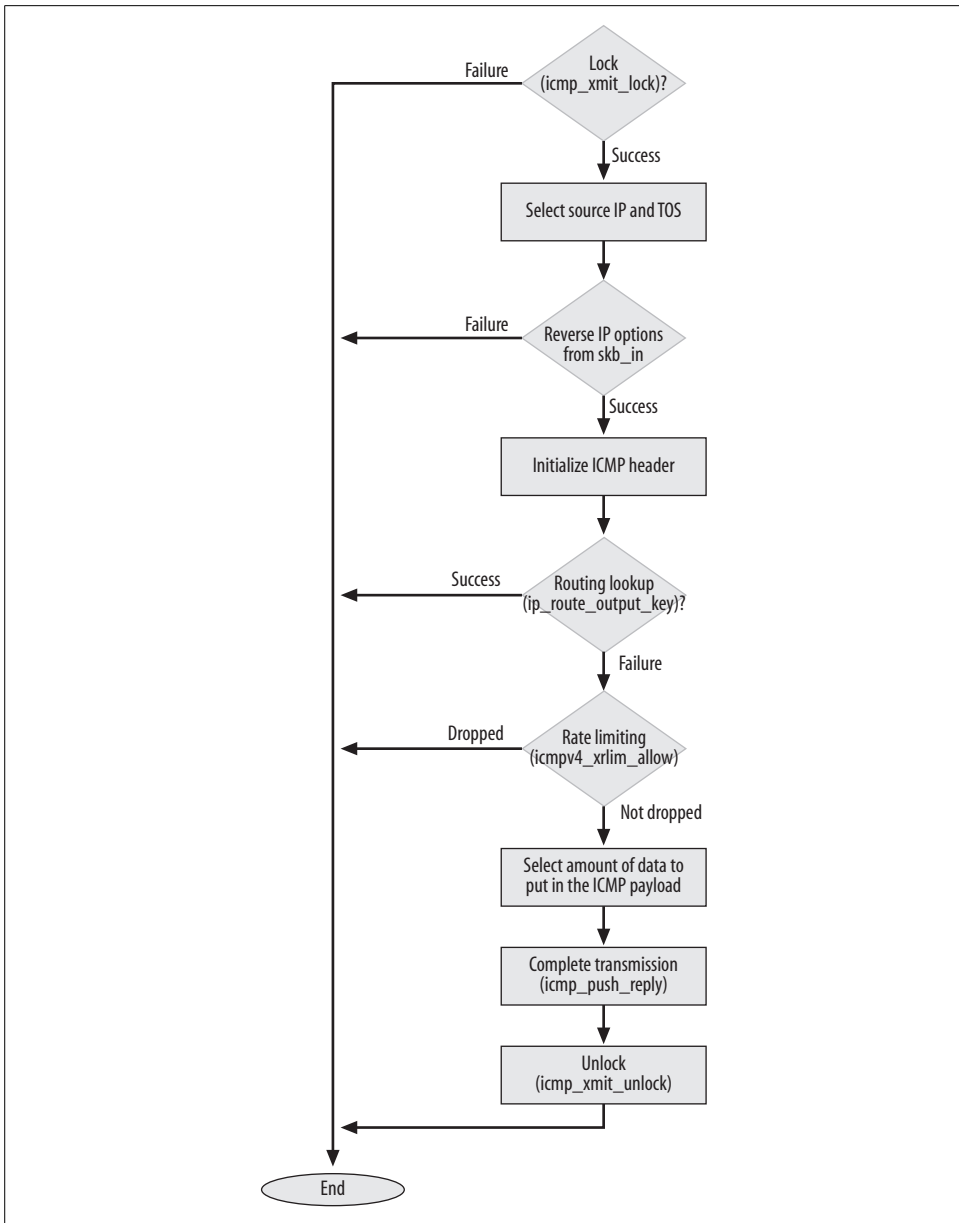 Lock
(icmp_xmit_lock)?
Failure
Success
Select source IP and TOS
Failure
Reverse IP options
from skb_in
Success
Initialize ICMP header
Success
Routing lookup
(ip_route_output_key)?
Failure
Dropped
Rate limiting
(icmpv4_xrlim_allow)
Not dropped
Select amount of data to
put in the ICMP payload
Complete transmission
(icmp_push_reply)
Unlock
(icmp_xmit_unlock)
End